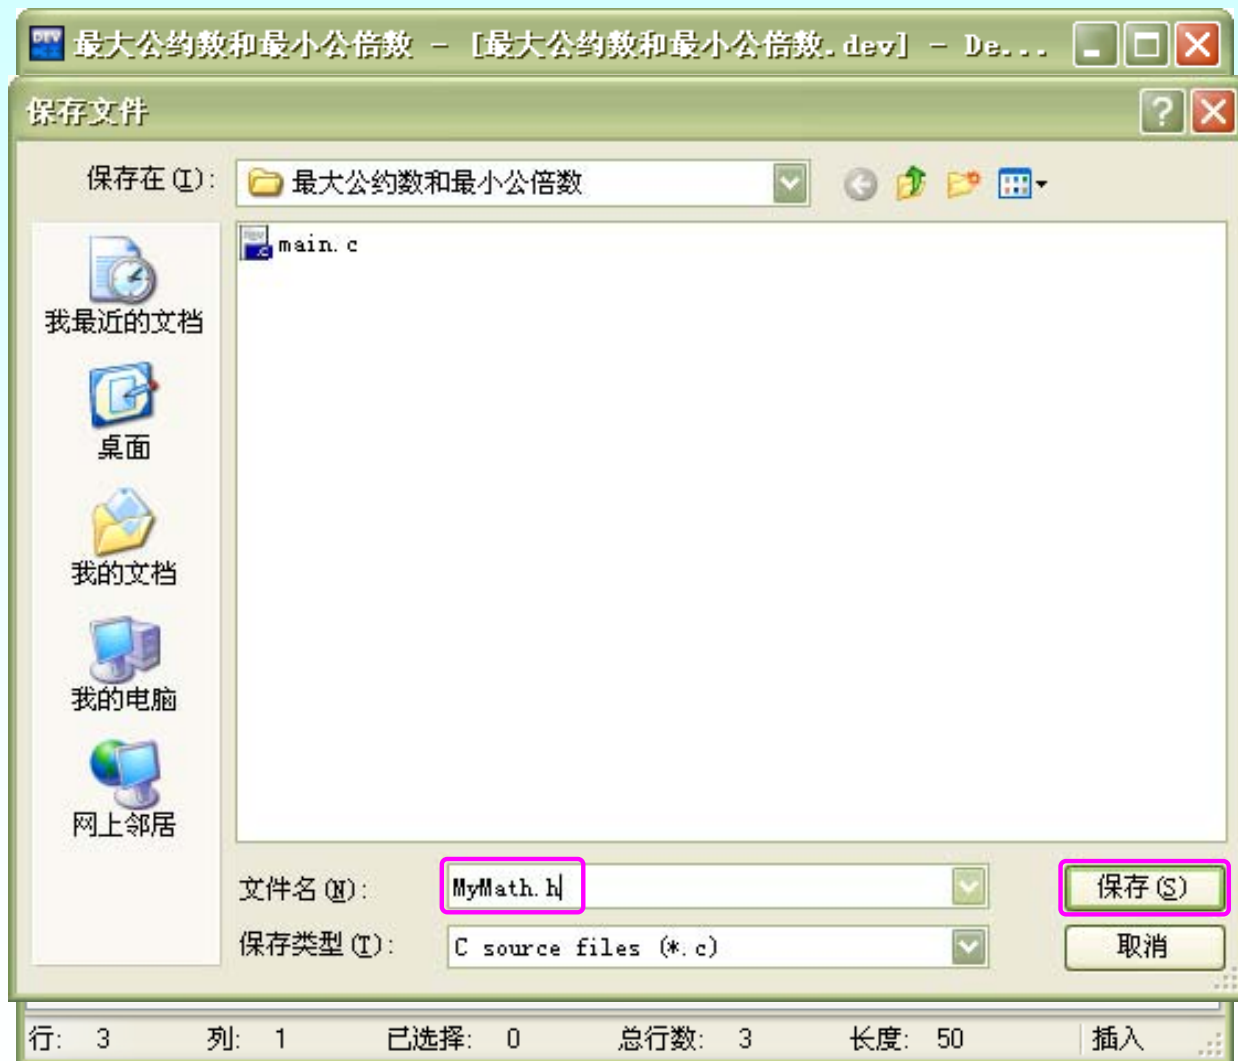 最大公约数和最小公倍数 - [最大公约数和最小公倍数.dev] - De...
保存文件
保存在(I):
最大公约数和最小公倍数
main.c
我最近的文档
桌面
我的文档
我的电脑
网上邻居
文件名(N):
MyMath.h
保存(S)
保存类型(T):
C source files (*.c)
取消
行: 3 列: 1 已选择: 0 总行数: 3 长度: 50 插入